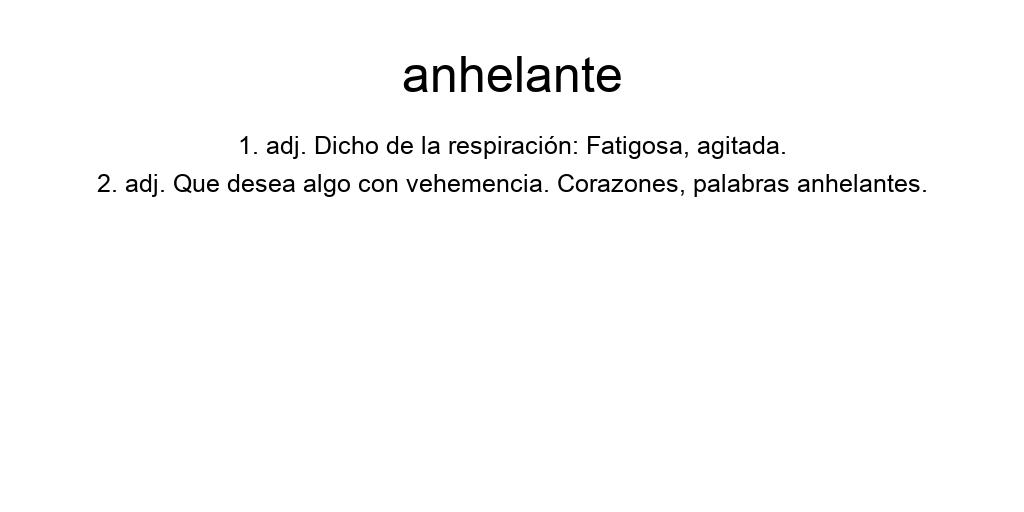 anhelante
1. adj. Dicho de la respiración: Fatigosa, agitada.
2. adj. Que desea algo con vehemencia. Corazones, palabras anhelantes.